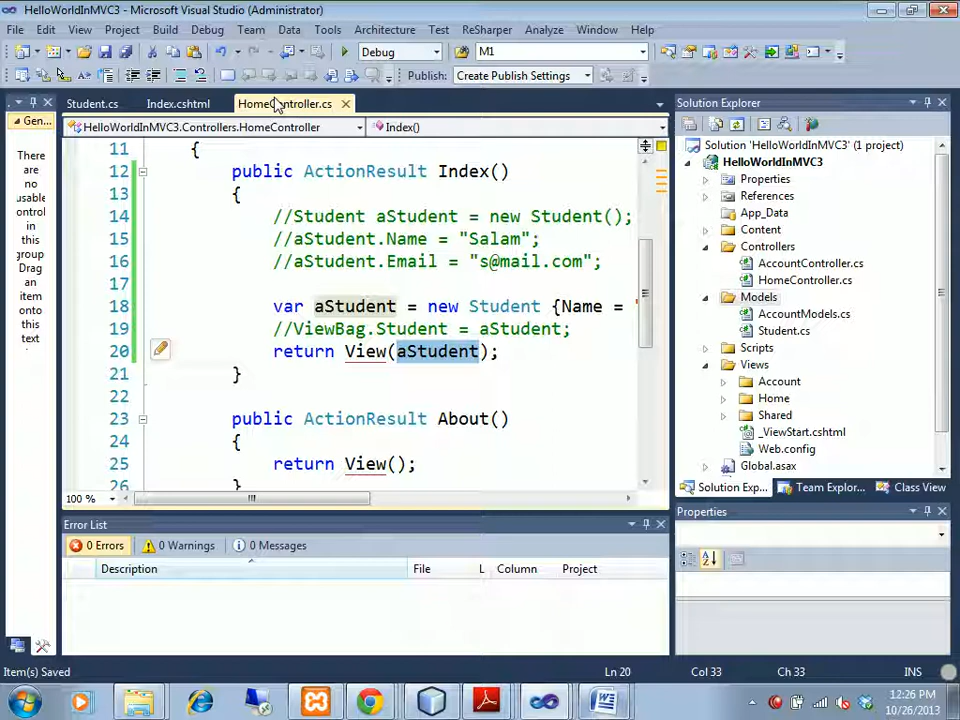 HelloWorldInMVC3 - Microsoft Visual Studio (Administrator)
File Edit View Project Build Debug Team Data Tools Architecture Test ReSharper Analyze Window Help
Debug M1
Publish: Create Publish Settings
Student.cs Index.cshtml HomeController.cs
Gen...
There
are
no
usable
ontrol
in
this
group
Drag
an
item
onto
this
text
HelloWorldInMVC3.Controllers.HomeController Index()
11 {
12 public ActionResult Index()
13 {
14 //Student aStudent = new Student();
15 //aStudent.Name = "Salam";
16 //aStudent.Email = "s@mail.com";
17
18 var aStudent = new Student {Name =
19 //ViewBag.Student = aStudent;
20 return View(aStudent);
21 }
22
23 public ActionResult About()
24 {
25 return View();
26 }
100 %
Error List
0 Errors 0 Warnings 0 Messages
Description File L Column Project
Solution Explorer
Solution 'HelloWorldInMVC3' (1 project)
HelloWorldInMVC3
Properties
References
App_Data
Content
Controllers
AccountController.cs
HomeController.cs
Models
AccountModels.cs
Student.cs
Scripts
Views
Account
Home
Shared
_ViewStart.cshtml
Web.config
Global.asax
Solution Exp... Team Explor... Class View
Properties
Item(s) Saved Ln 20 Col 33 Ch 33 INS
12:26 PM
10/26/2013